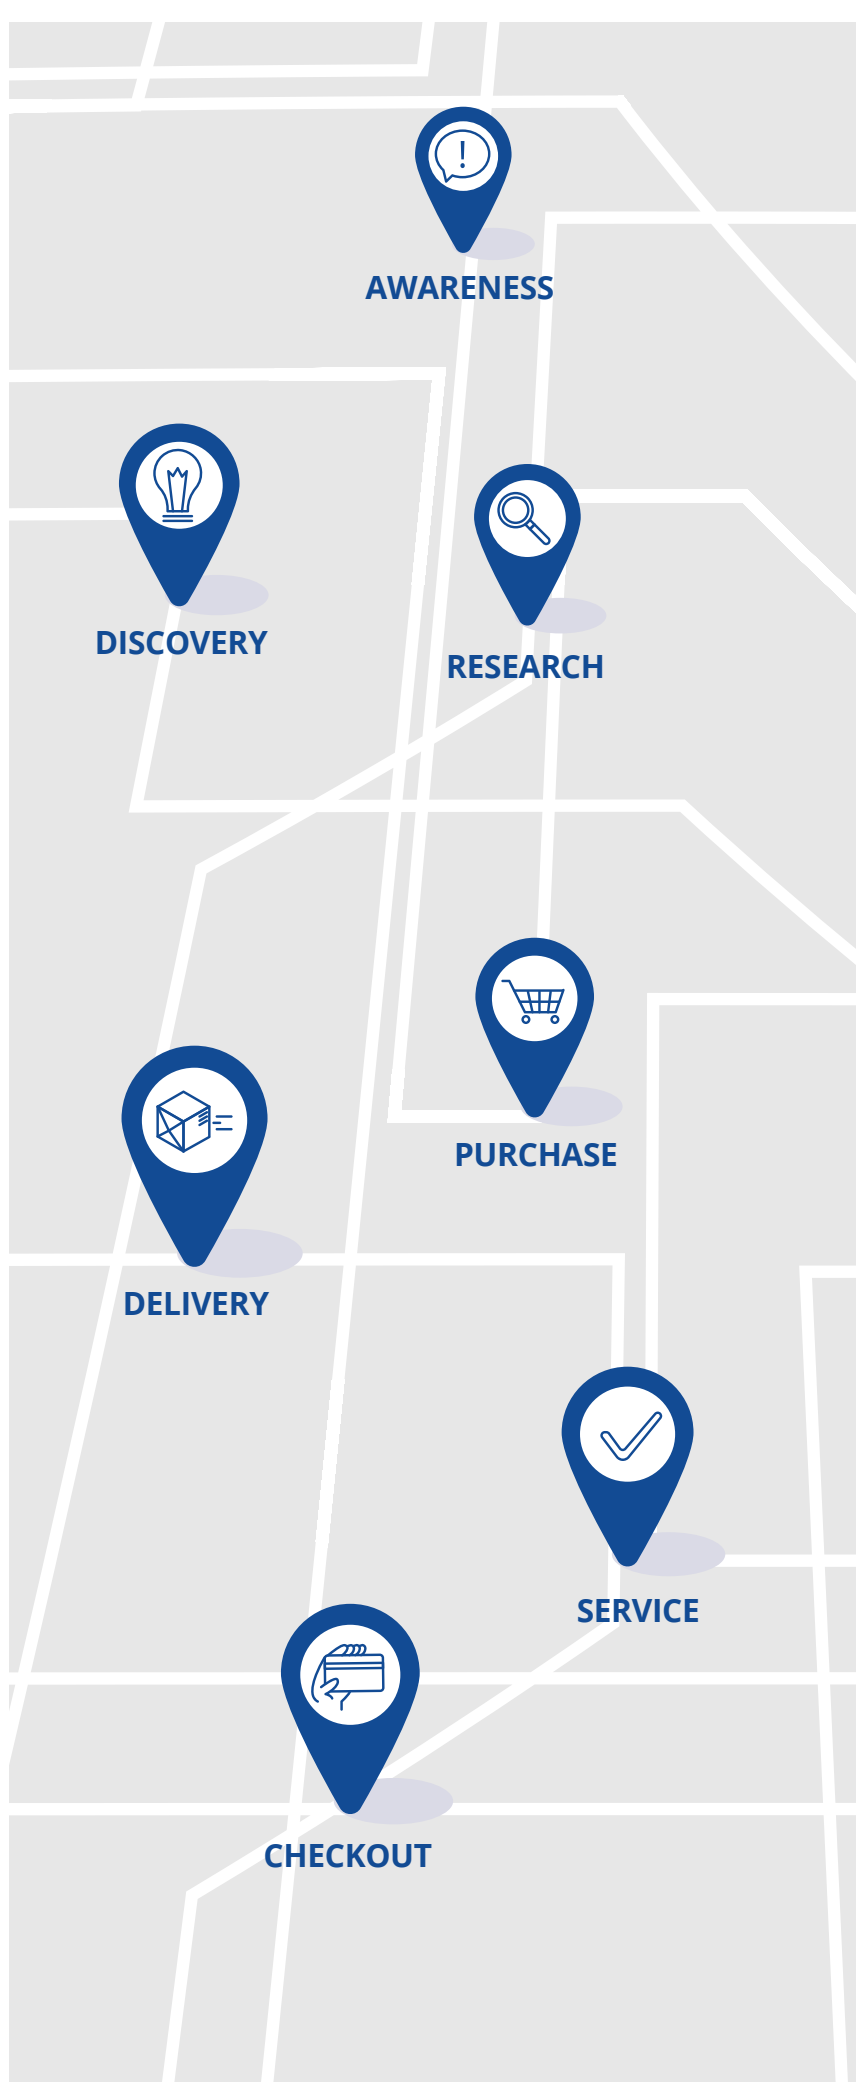 !
AWARENESS
DISCOVERY
RESEARCH
PURCHASE
DELIVERY
SERVICE
CHECKOUT